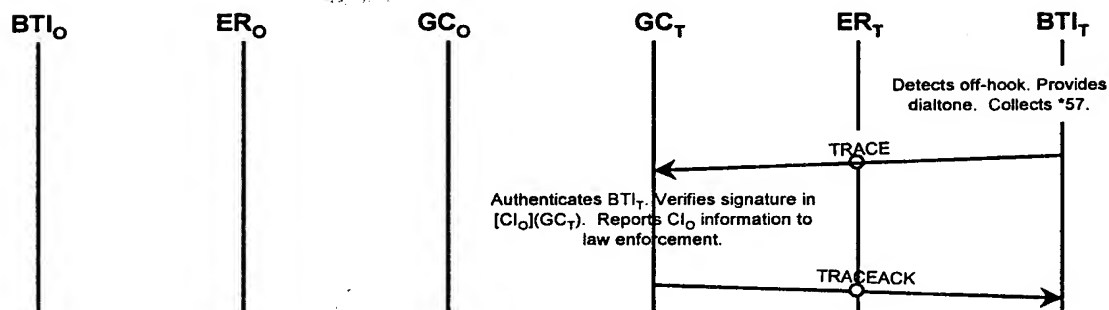 BTIO ERO GCO GCT ERT BTIT
Detects off-hook. Provides
dialtone. Collects *57.
TRACE
Authenticates BTIT. Verifies signature in
[CIO](GCT). Reports CIO information to
law enforcement.
TRACEACK